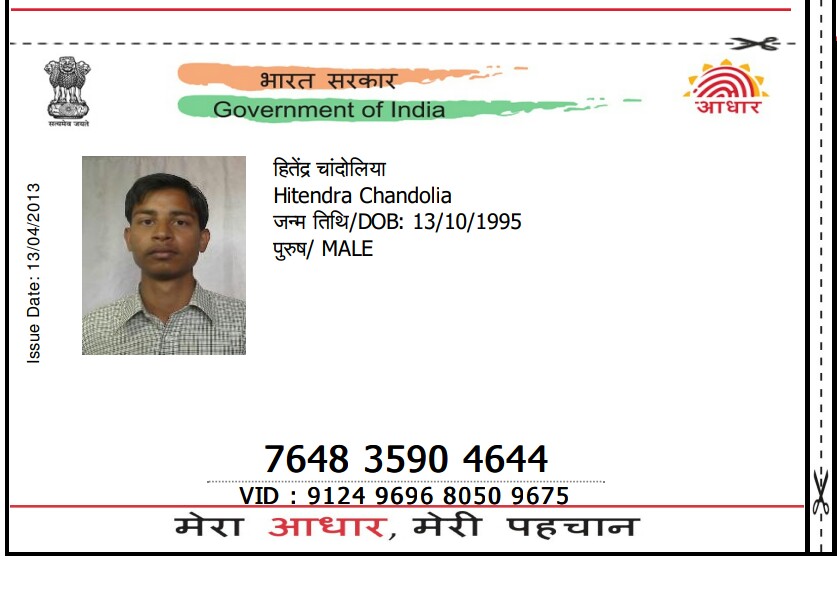 भारत सरकार
Government of India
सत्यमेव जयते
आधार
Issue Date: 13/04/2013
हितेंद्र चांदोलिया
Hitendra Chandolia
जन्म तिथि/DOB: 13/10/1995
पुरुष/ MALE
7648 3590 4644
VID : 9124 9696 8050 9675
मेरा आधार, मेरी पहचान